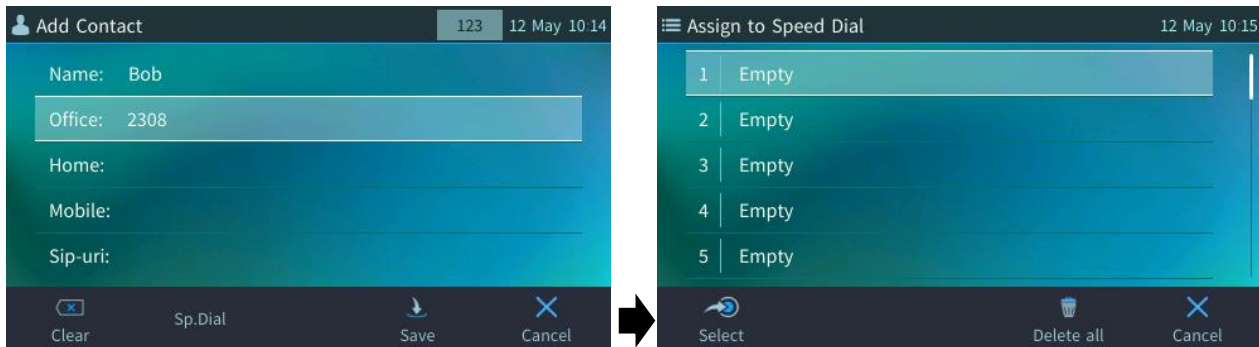 Add Contact 123 12 May 10:14
Name: Bob
Office: 2308
Home:
Mobile:
Sip-uri:
Clear Sp.Dial Save Cancel
Assign to Speed Dial 12 May 10:15
1 Empty
2 Empty
3 Empty
4 Empty
5 Empty
Select Delete all Cancel